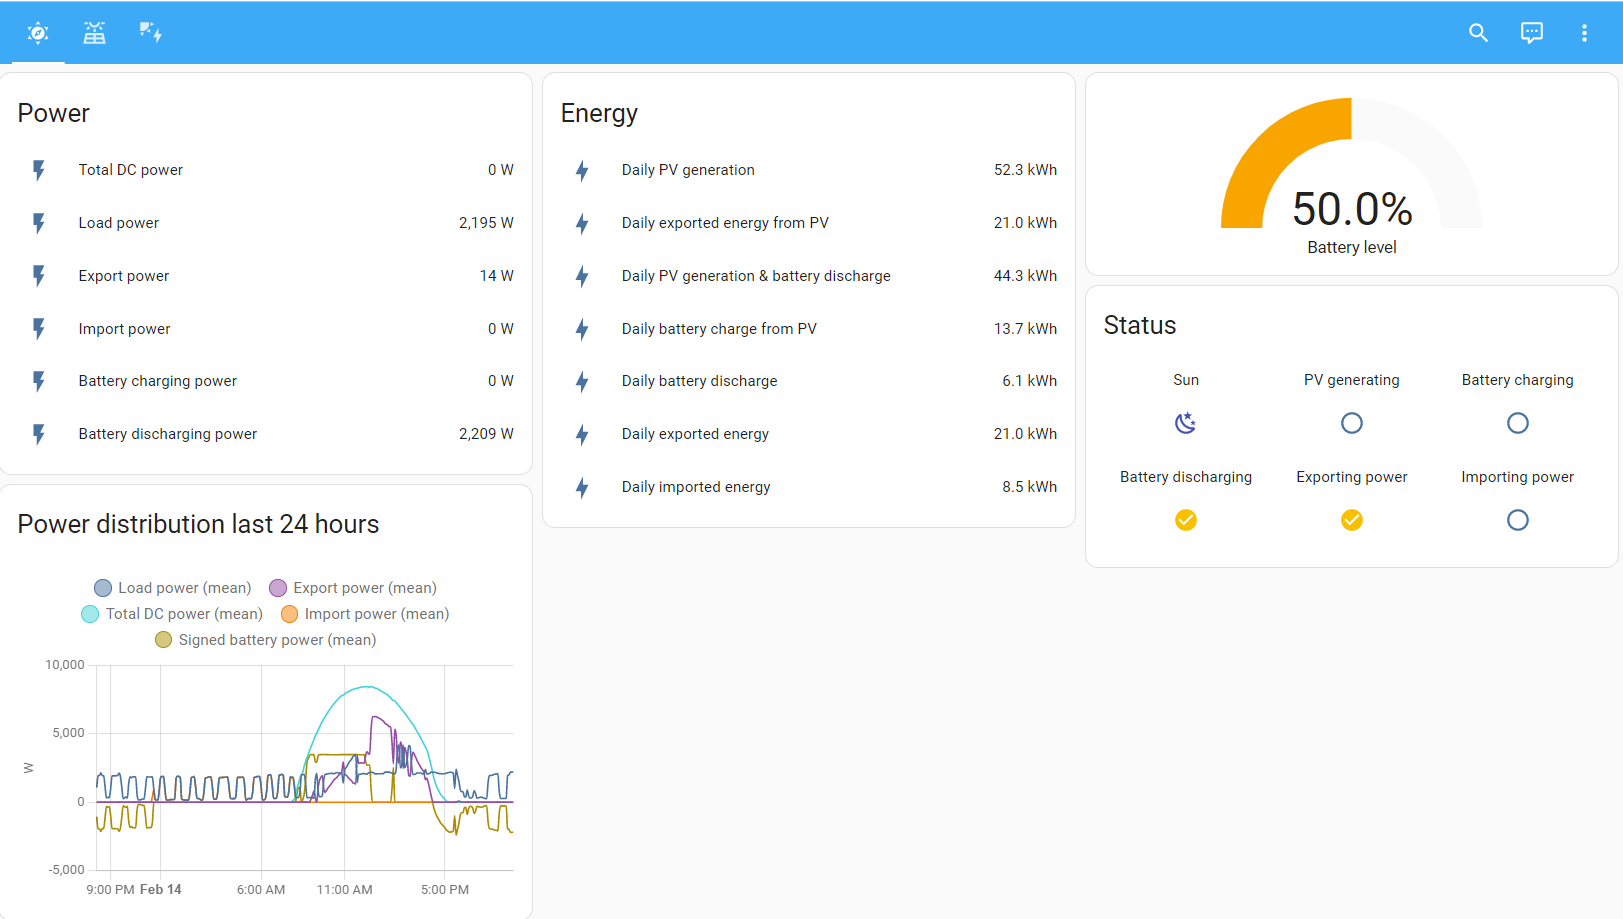 Power
Total DC power 0 W
Load power 2,195 W
Export power 14 W
Import power 0 W
Battery charging power 0 W
Battery discharging power 2,209 W
Power distribution last 24 hours
Load power (mean) Export power (mean)
Total DC power (mean) Import power (mean)
Signed battery power (mean)
10,000
5,000
W
0
-5,000
9:00 PM Feb 14 6:00 AM 11:00 AM 5:00 PM
Energy
Daily PV generation 52.3 kWh
Daily exported energy from PV 21.0 kWh
Daily PV generation & battery discharge 44.3 kWh
Daily battery charge from PV 13.7 kWh
Daily battery discharge 6.1 kWh
Daily exported energy 21.0 kWh
Daily imported energy 8.5 kWh
50.0%
Battery level
Status
Sun PV generating Battery charging
Battery discharging Exporting power Importing power